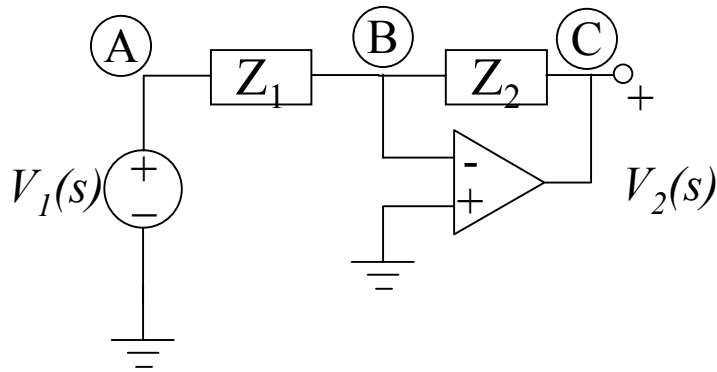 A
B
C
Z₁
Z₂
+
V₁(s)
+
−
-
+
V₂(s)